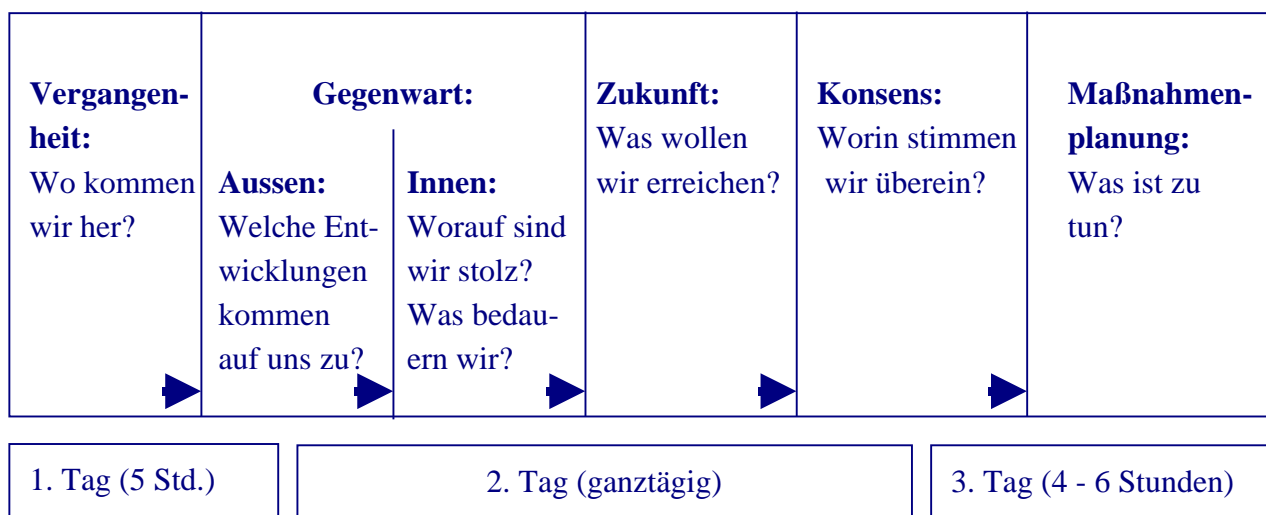 Vergangen-
heit:
Wo kommen
wir her?
Gegenwart:
Aussen:
Welche Ent-
wicklungen
kommen
auf uns zu?
Innen:
Worauf sind
wir stolz?
Was bedau-
ern wir?
Zukunft:
Was wollen
wir erreichen?
Konsens:
Worin stimmen
wir überein?
Maßnahmen-
planung:
Was ist zu
tun?
1. Tag (5 Std.)
2. Tag (ganztägig)
3. Tag (4 - 6 Stunden)